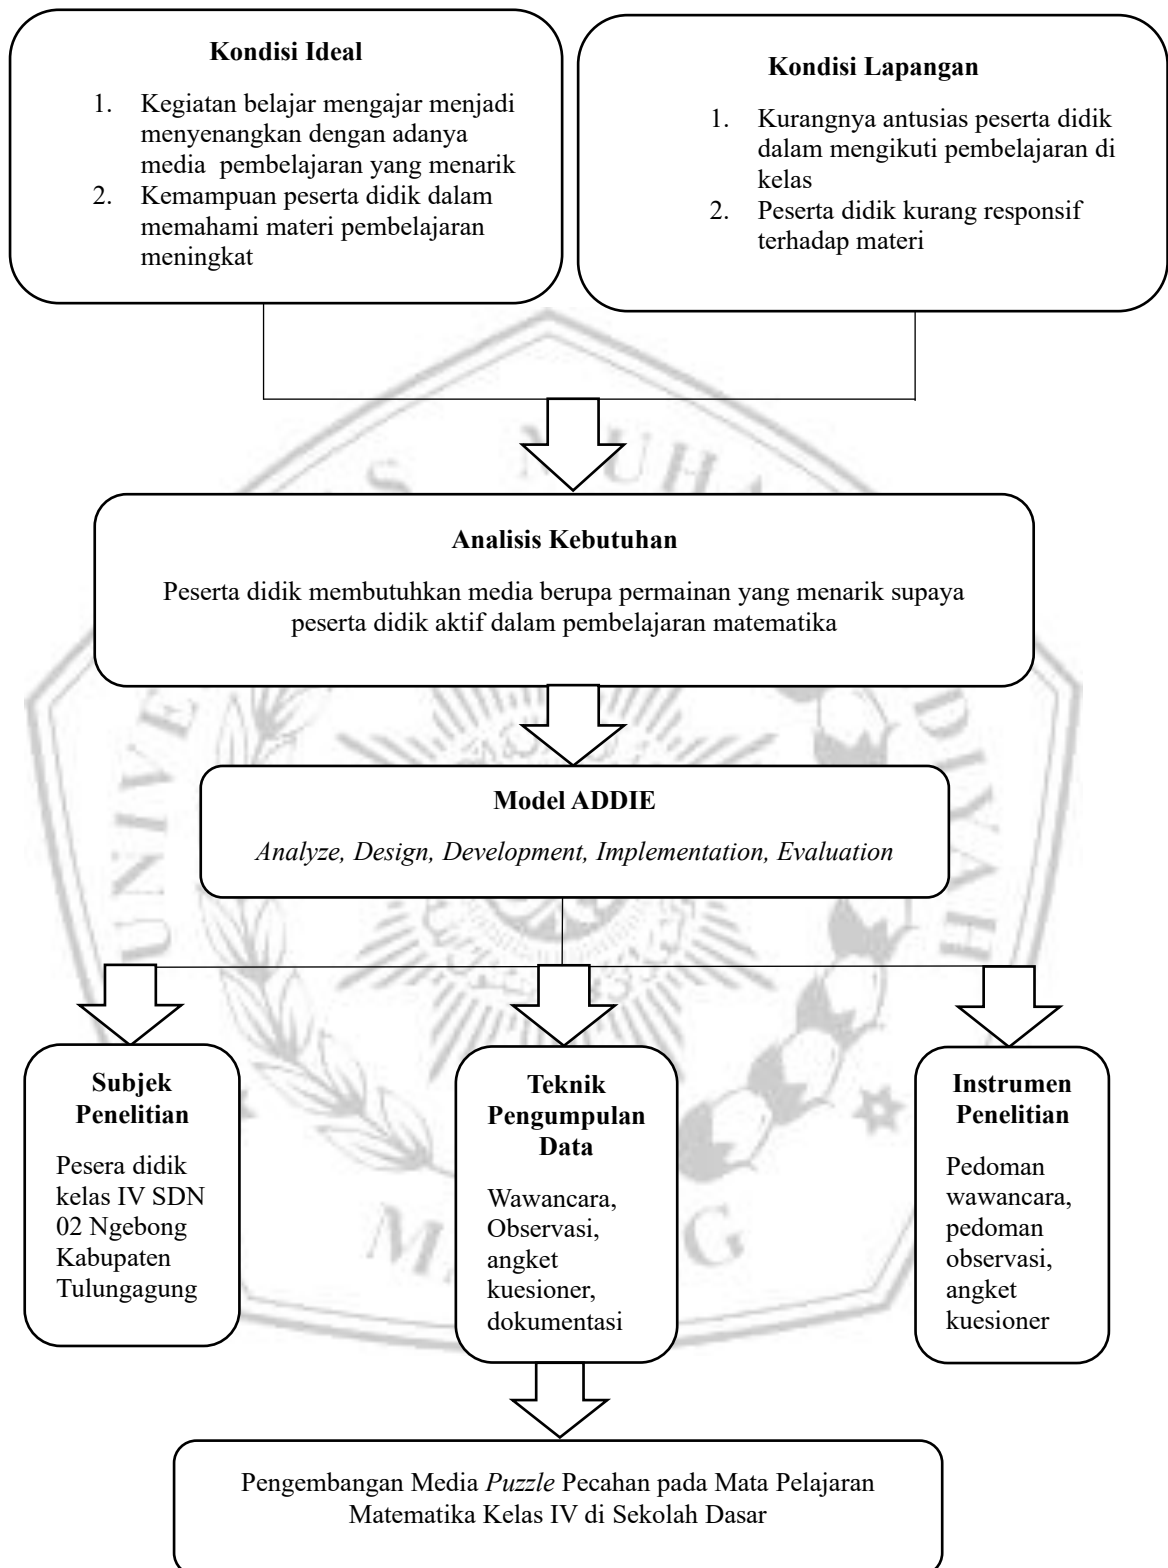 Kondisi Ideal
1. Kegiatan belajar mengajar menjadi
menyenangkan dengan adanya
media pembelajaran yang menarik
2. Kemampuan peserta didik dalam
memahami materi pembelajaran
meningkat
Kondisi Lapangan
1. Kurangnya antusias peserta didik
dalam mengikuti pembelajaran di
kelas
2. Peserta didik kurang responsif
terhadap materi
Analisis Kebutuhan
Peserta didik membutuhkan media berupa permainan yang menarik supaya
peserta didik aktif dalam pembelajaran matematika
Model ADDIE
Analyze, Design, Development, Implementation, Evaluation
Subjek
Penelitian
Pesera didik
kelas IV SDN
02 Ngebong
Kabupaten
Tulungagung
Teknik
Pengumpulan
Data
Wawancara,
Observasi,
angket
kuesioner,
dokumentasi
Instrumen
Penelitian
Pedoman
wawancara,
pedoman
observasi,
angket
kuesioner
Pengembangan Media Puzzle Pecahan pada Mata Pelajaran
Matematika Kelas IV di Sekolah Dasar